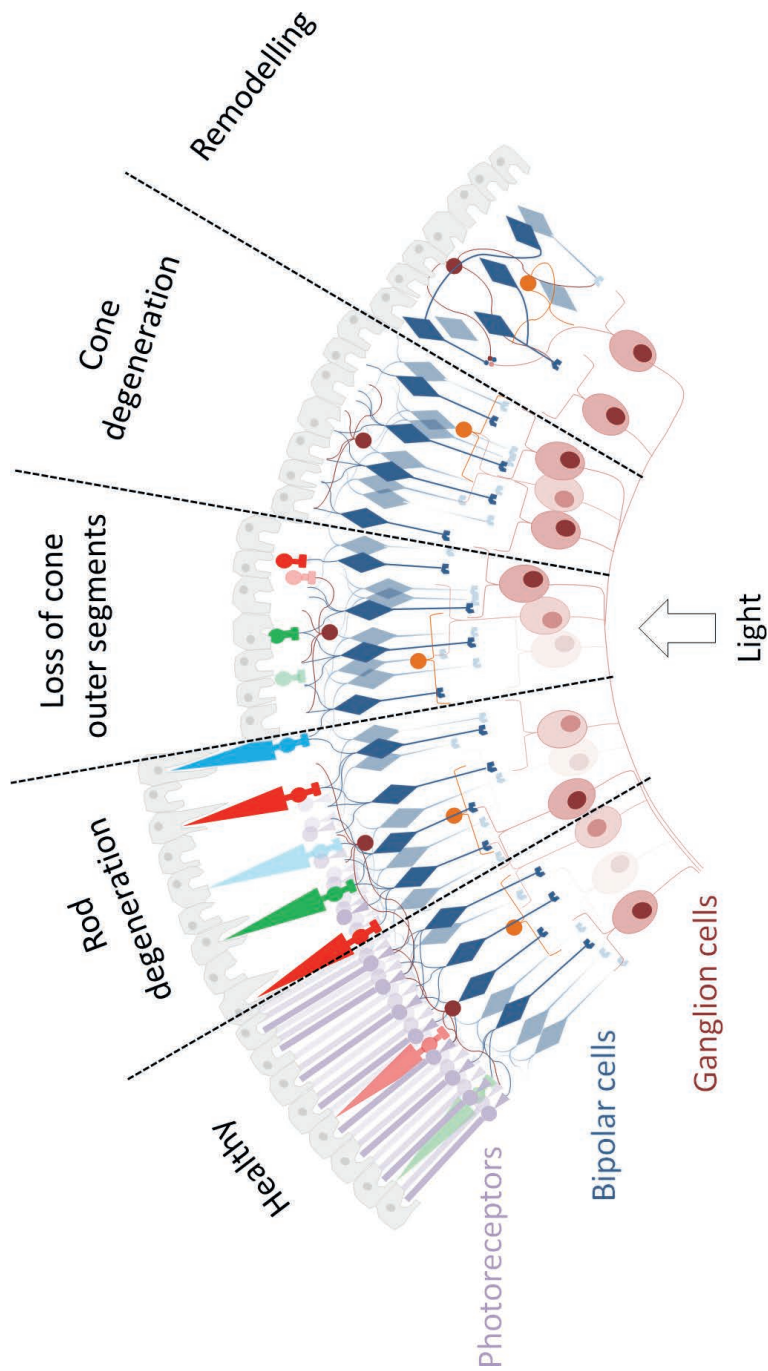 Healthy
Rod
degeneration
Loss of cone
outer segments
Cone
degeneration
Remodelling
Photoreceptors
Bipolar cells
Ganglion cells
Light